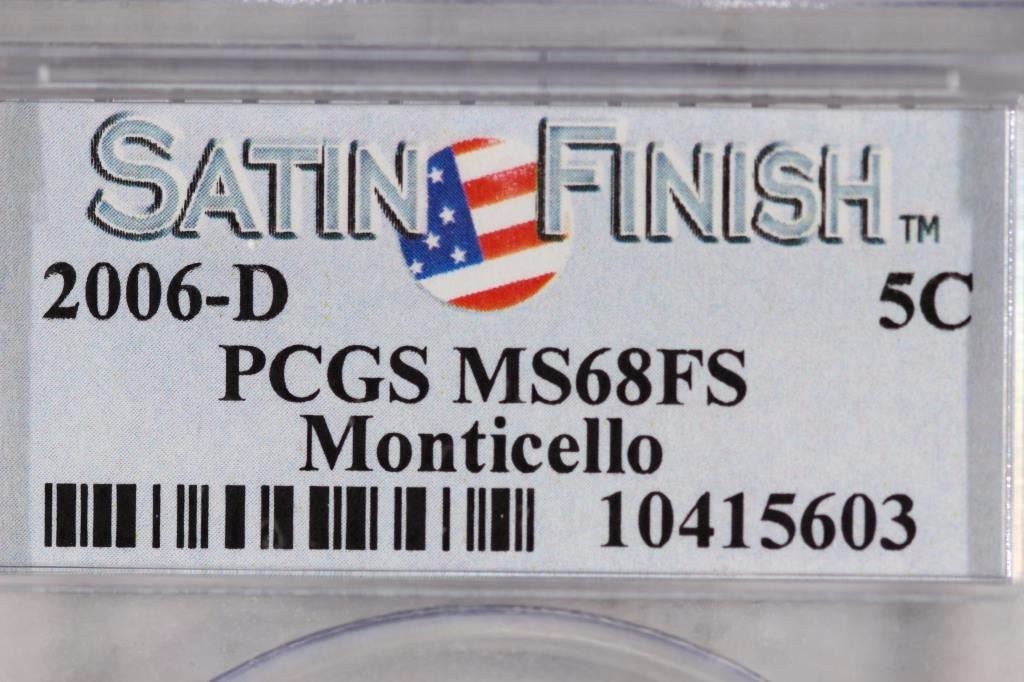 SATIN FINISH™
2006-D 5C
PCGS MS68FS
Monticello
10415603